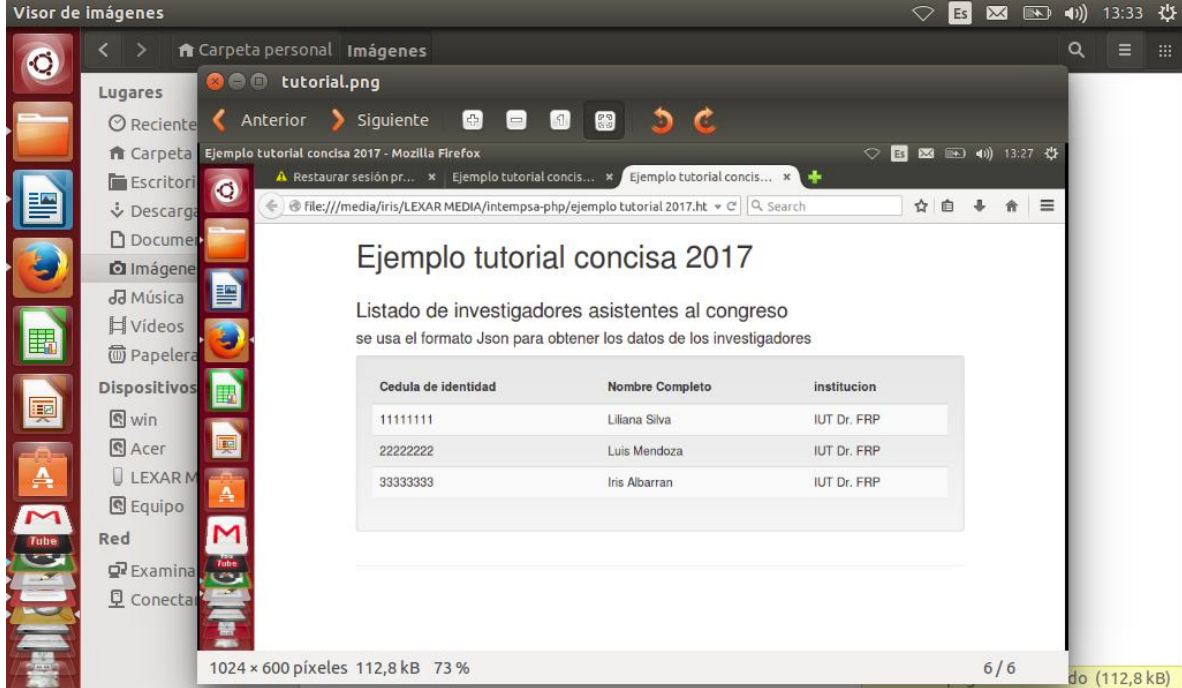 Visor de imágenes Es 13:33
Carpeta personal Imágenes
Lugares
Reciente
Carpeta
Escritori
Descarga
Documen
Imágene
Música
Vídeos
Papelera
Dispositivos
win
Acer
LEXAR M
Equipo
Red
Examina
Conectar
tutorial.png
Anterior Siguiente
Ejemplo tutorial concisa 2017 - Mozilla Firefox Es 13:27
Restaurar sesión pr... × Ejemplo tutorial concis... × Ejemplo tutorial concis... ×
file:///media/iris/LEXAR MEDIA/intempsa-php/ejemplo tutorial 2017.ht Search
Ejemplo tutorial concisa 2017
Listado de investigadores asistentes al congreso
se usa el formato Json para obtener los datos de los investigadores
Cedula de identidad Nombre Completo institucion
11111111 Liliana Silva IUT Dr. FRP
22222222 Luis Mendoza IUT Dr. FRP
33333333 Iris Albarran IUT Dr. FRP
Tube
Tube
1024 × 600 píxeles 112,8 kB 73 % 6 / 6
do (112,8 kB)